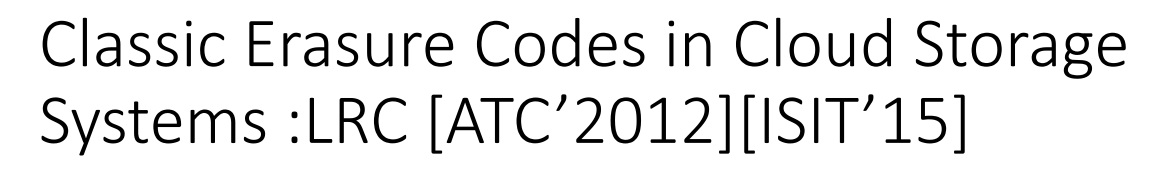 Classic Erasure Codes in Cloud Storage
Systems :LRC [ATC’2012][ISIT’15]